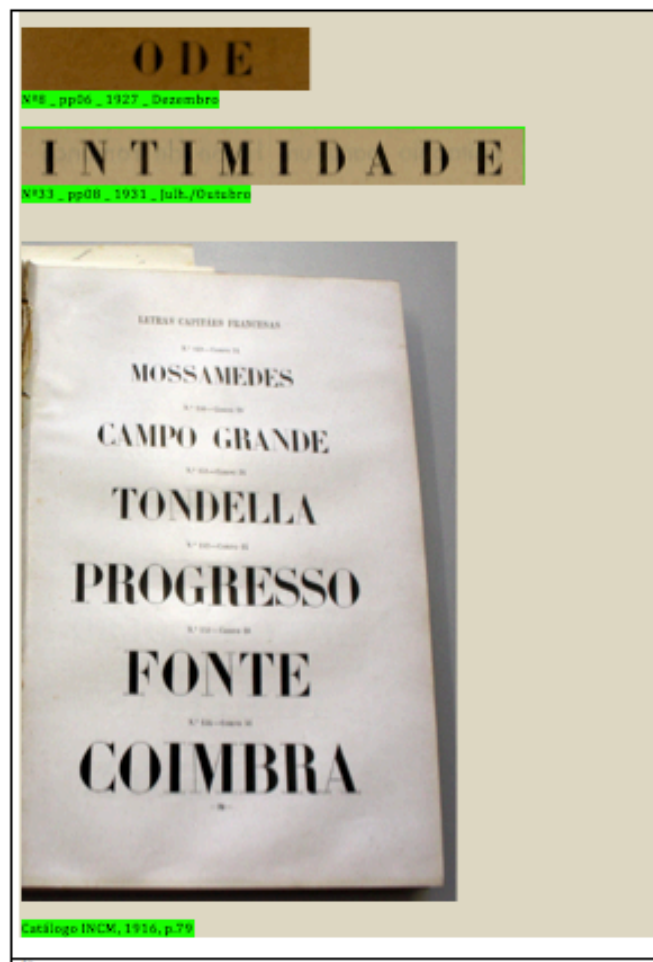 ODE
Nº8 _ pp06 _ 1927 _ Dezembro
INTIMIDADE
Nº33 _ pp08 _ 1931 _ Julh./Outubro
LETRAS CAPITAES FRANCESAS
MOSSAMEDES
CAMPO GRANDE
TONDELLA
PROGRESSO
FONTE
COIMBRA
Catálogo INCM, 1916, p.79